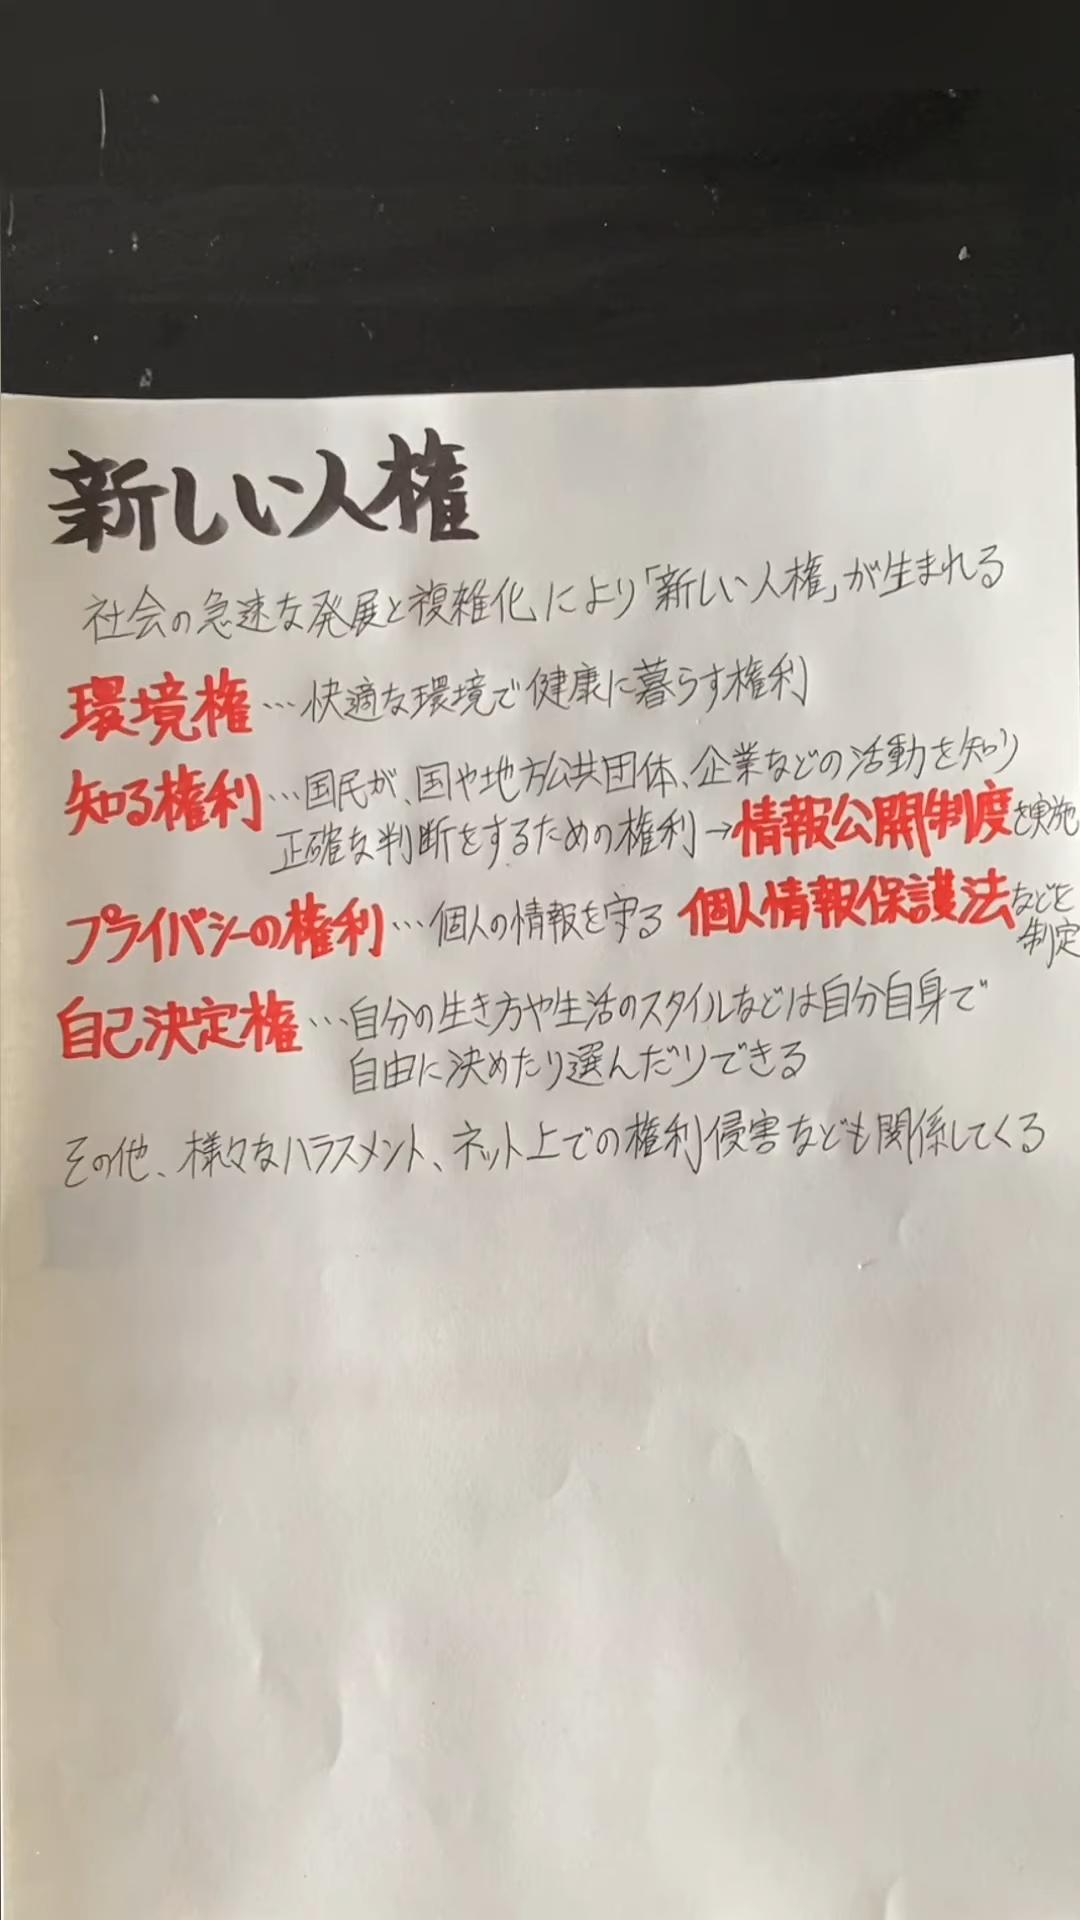 新しい人権
社会の急速な発展と複雑化により「新しい人権」が生まれる
環境権…快適な環境で健康に暮らす権利
知る権利…国民が、国や地方公共団体、企業などの活動を知り
正確な判断をするための権利→情報公開制度を実施
プライバシーの権利…個人の情報を守る 個人情報保護法などを
制定
自己決定権…自分の生き方や生活のスタイルなどは自分自身で
自由に決めたり選んだりできる
その他、様々なハラスメント、ネット上での権利侵害なども関係してくる